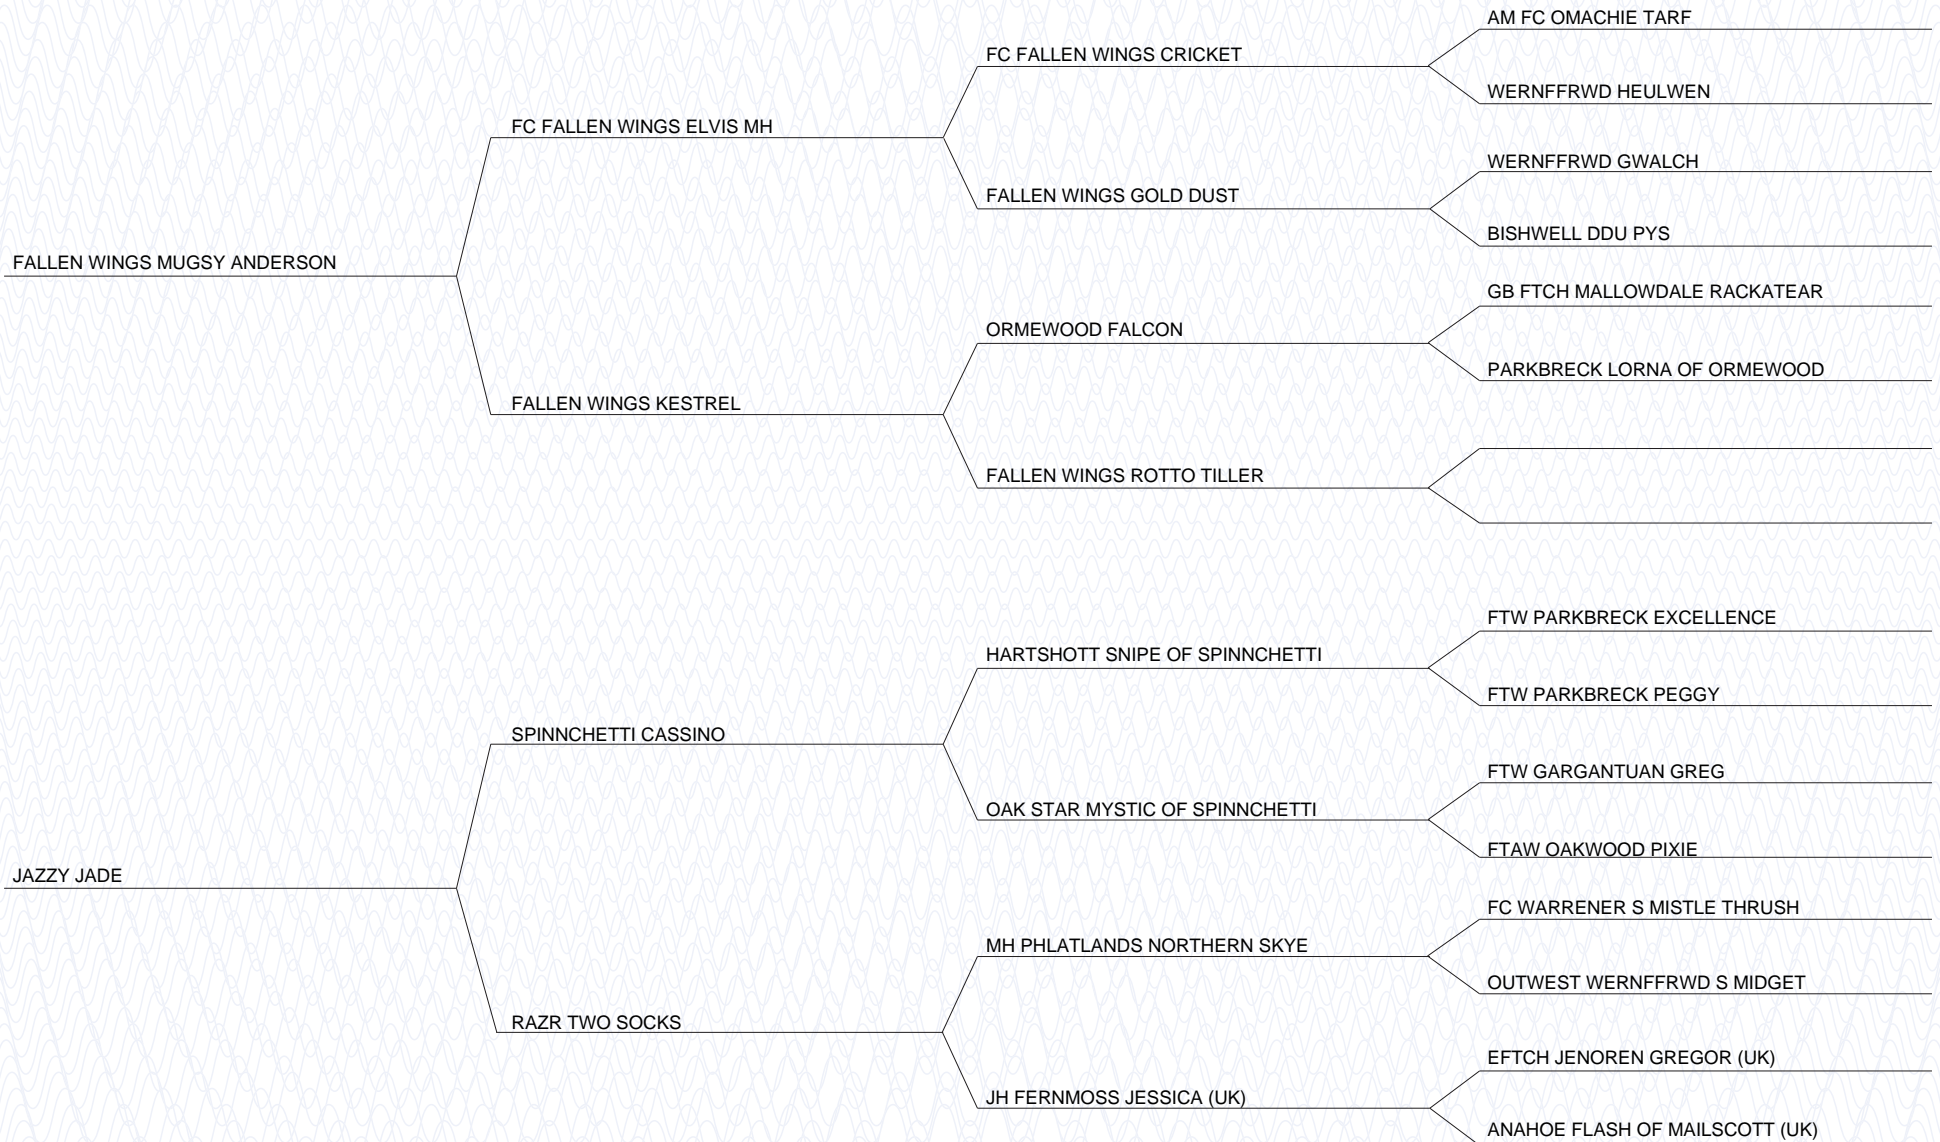 AM FC OMACHIE TARF
FC FALLEN WINGS CRICKET
WERNFFRWD HEULWEN
FC FALLEN WINGS ELVIS MH
WERNFFRWD GWALCH
FALLEN WINGS GOLD DUST
BISHWELL DDU PYS
FALLEN WINGS MUGSY ANDERSON
GB FTCH MALLOWDALE RACKATEAR
ORMEWOOD FALCON
PARKBRECK LORNA OF ORMEWOOD
FALLEN WINGS KESTREL
FALLEN WINGS ROTTO TILLER
FTW PARKBRECK EXCELLENCE
HARTSHOTT SNIPE OF SPINNCHETTI
FTW PARKBRECK PEGGY
SPINNCHETTI CASSINO
FTW GARGANTUAN GREG
OAK STAR MYSTIC OF SPINNCHETTI
FTAW OAKWOOD PIXIE
JAZZY JADE
FC WARRENER S MISTLE THRUSH
MH PHLATLANDS NORTHERN SKYE
OUTWEST WERNFFRWD S MIDGET
RAZR TWO SOCKS
EFTCH JENOREN GREGOR (UK)
JH FERNMOSS JESSICA (UK)
ANAHOE FLASH OF MAILSCOTT (UK)